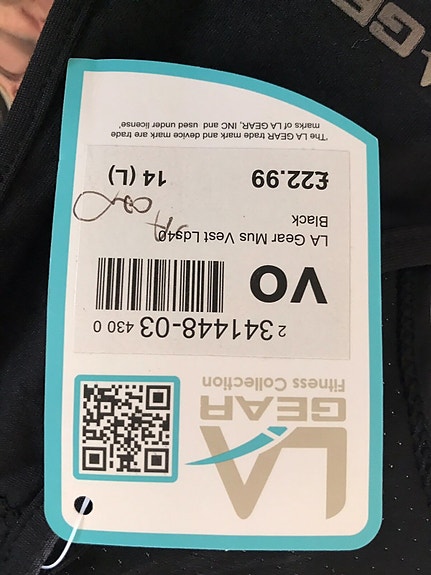 LA
GEAR
Fitness Collection
2 341448-03 430 0
VO
LA Gear Mus Vest Lds40
Black
£22.99 14 (L)
"The LA GEAR trade mark and device mark are trade
marks of LA GEAR, INC and used under license'